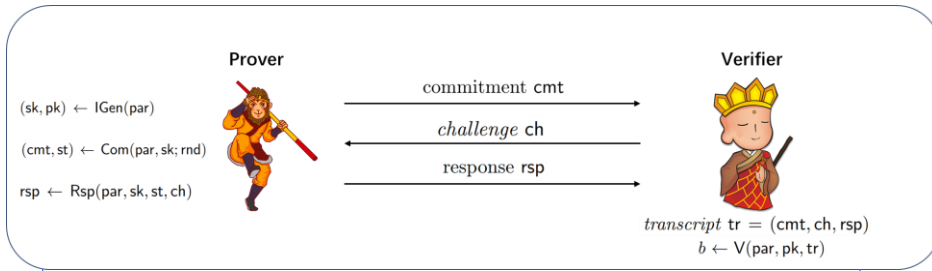 Prover
Verifier
(sk, pk) ← IGen(par)
(cmt, st) ← Com(par, sk; rnd)
rsp ← Rsp(par, sk, st, ch)
commitment cmt
challenge ch
response rsp
transcript tr = (cmt, ch, rsp)
b ← V(par, pk, tr)